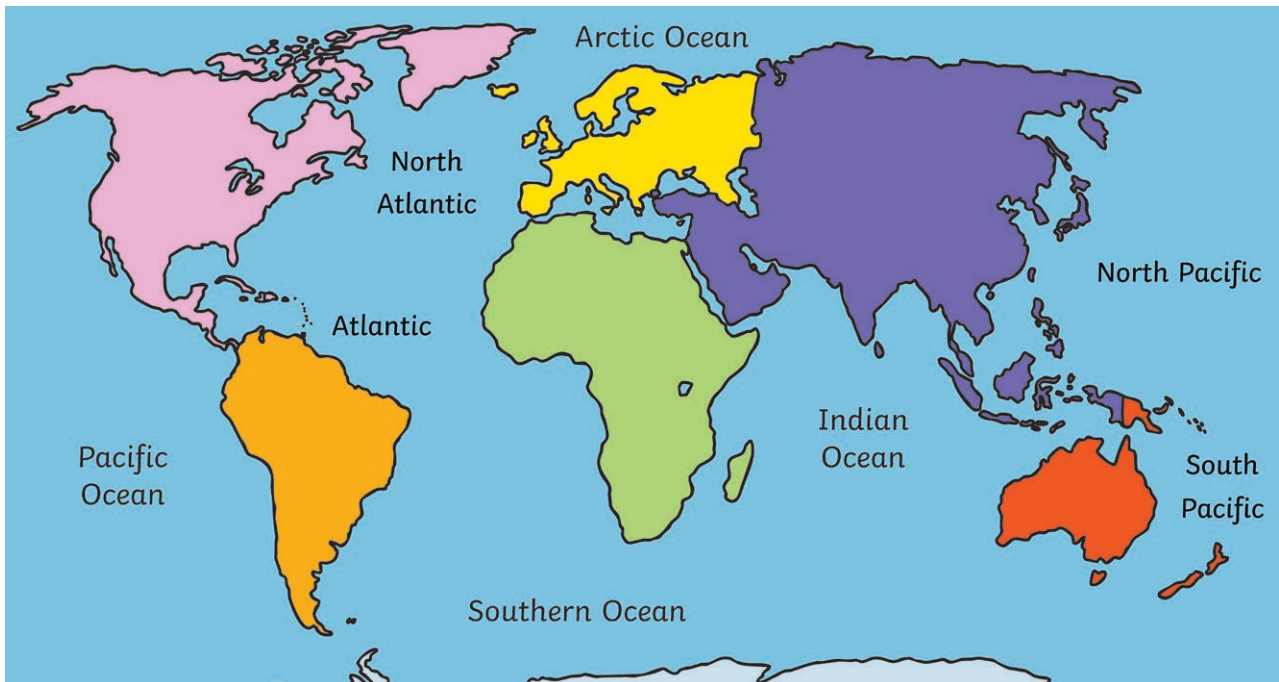 Arctic Ocean
North
Atlantic
North Pacific
Atlantic
Indian
Ocean
Pacific
Ocean
South
Pacific
Southern Ocean